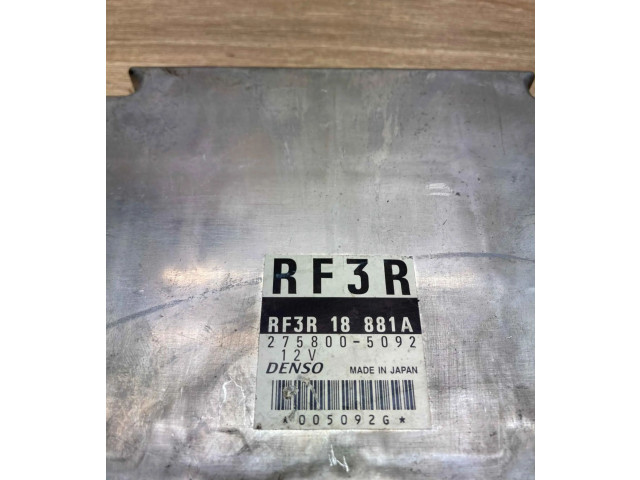 RF3R
RF3R 18 881A
275800-5092
12V
DENSO MADE IN JAPAN
*005092G*